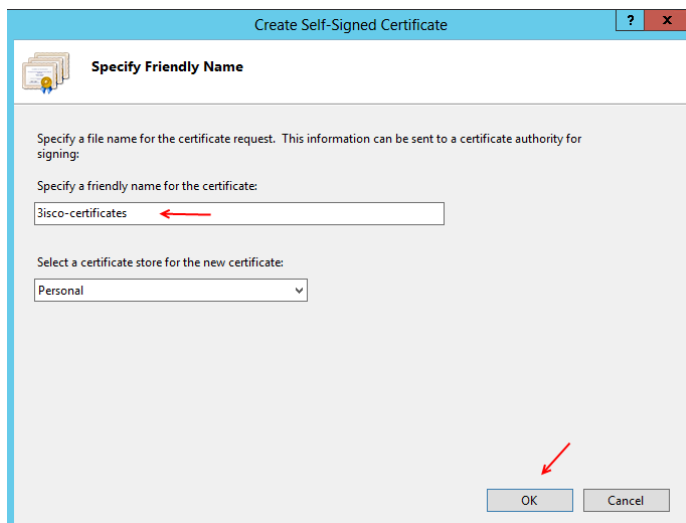 Create Self-Signed Certificate
?
x
Specify Friendly Name
Specify a file name for the certificate request.  This information can be sent to a certificate authority for
signing:
Specify a friendly name for the certificate:
3isco-certificates
Select a certificate store for the new certificate:
Personal
OK
Cancel